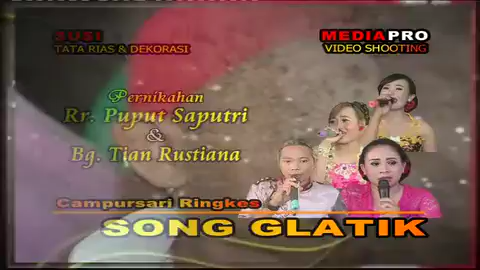 SUSI
TATA RIAS & DEKORASI
MEDIAPRO
VIDEO SHOOTING
Pernikahan
Rr. Puput Saputri
&
Bg. Tian Rustiana
Campursari Ringkes
SONG GLATIK